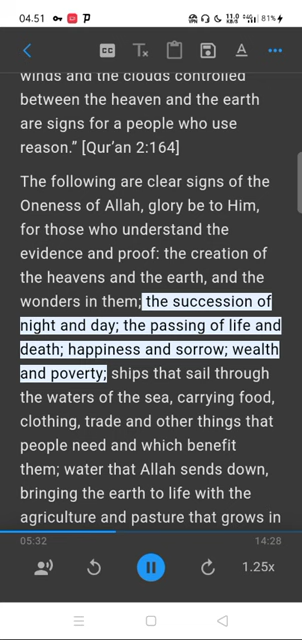 04.51
11.0
KB/S
4G
81%
CC
winds and the clouds controlled
between the heaven and the earth
are signs for a people who use
reason.” [Qur’an 2:164]
The following are clear signs of the
Oneness of Allah, glory be to Him,
for those who understand the
evidence and proof: the creation of
the heavens and the earth, and the
wonders in them; the succession of
night and day; the passing of life and
death; happiness and sorrow; wealth
and poverty; ships that sail through
the waters of the sea, carrying food,
clothing, trade and other things that
people need and which benefit
them; water that Allah sends down,
bringing the earth to life with the
agriculture and pasture that grows in
05:32
14:28
1.25x